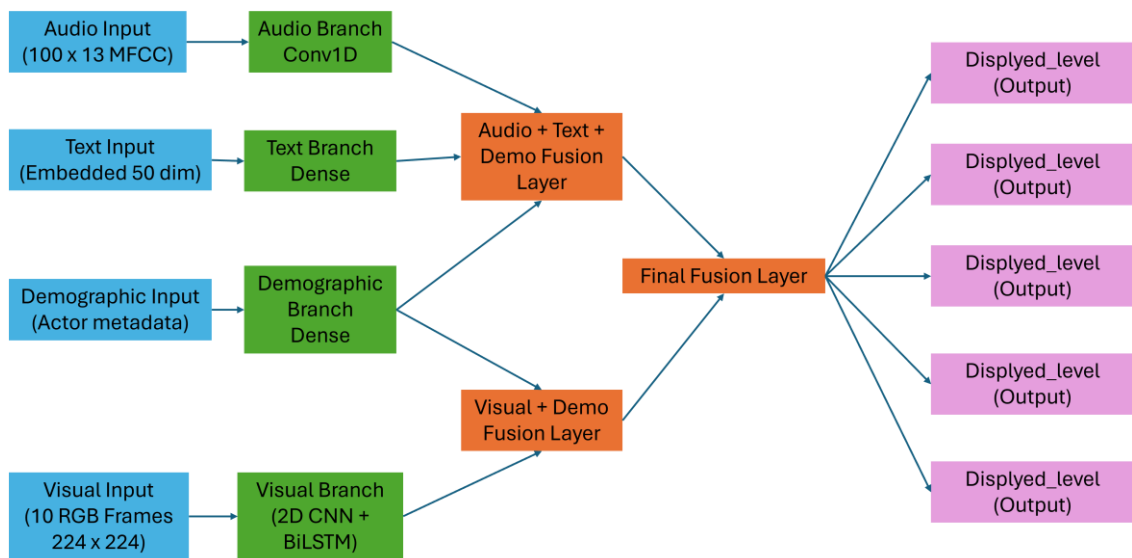 Audio Input
(100 x 13 MFCC)
Audio Branch
Conv1D
Text Input
(Embedded 50 dim)
Text Branch
Dense
Demographic Input
(Actor metadata)
Demographic
Branch
Dense
Visual Input
(10 RGB Frames
224 x 224)
Visual Branch
(2D CNN +
BiLSTM)
Audio + Text +
Demo Fusion
Layer
Visual + Demo
Fusion Layer
Final Fusion Layer
Displyed_level
(Output)
Displyed_level
(Output)
Displyed_level
(Output)
Displyed_level
(Output)
Displyed_level
(Output)